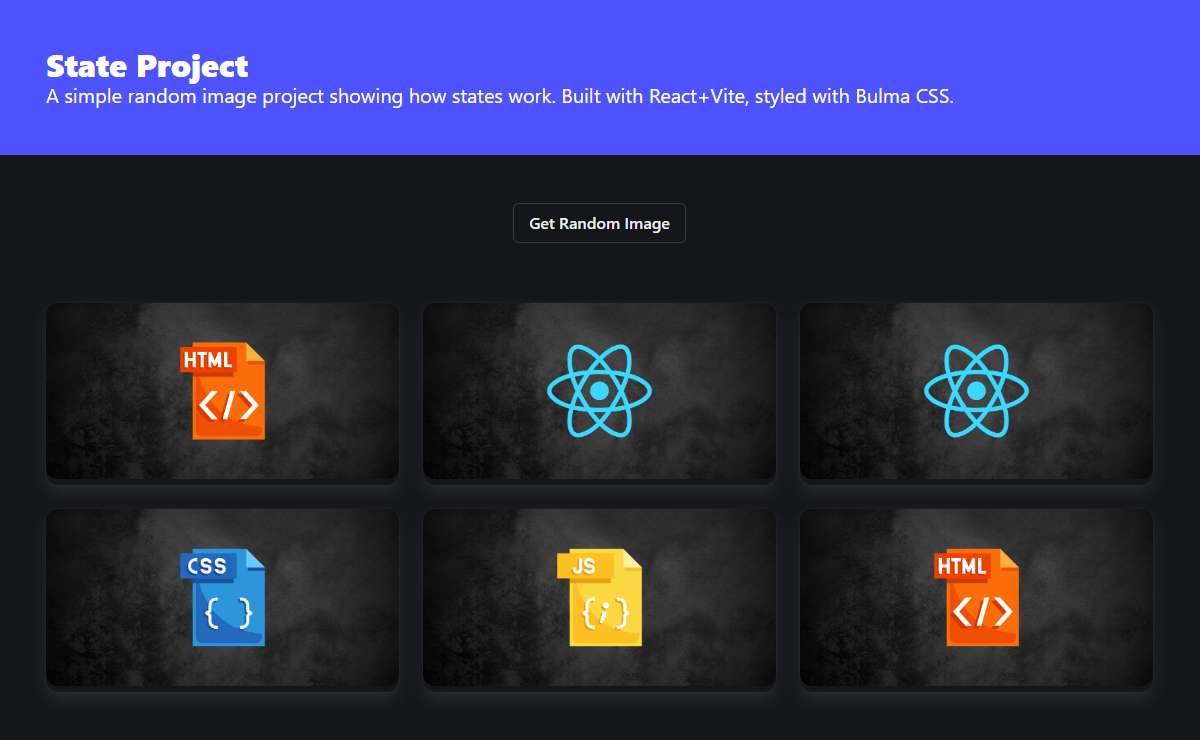 State Project
A simple random image project showing how states work. Built with React+Vite, styled with Bulma CSS.
Get Random Image
HTML
</>
CSS
{ }
JS
{i}
HTML
</>